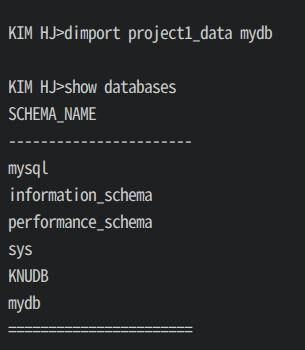 KIM HJ>dimport project1_data mydb
KIM HJ>show databases
SCHEMA_NAME
-----------------------
mysql
information_schema
performance_schema
sys
KNUDB
mydb
=======================